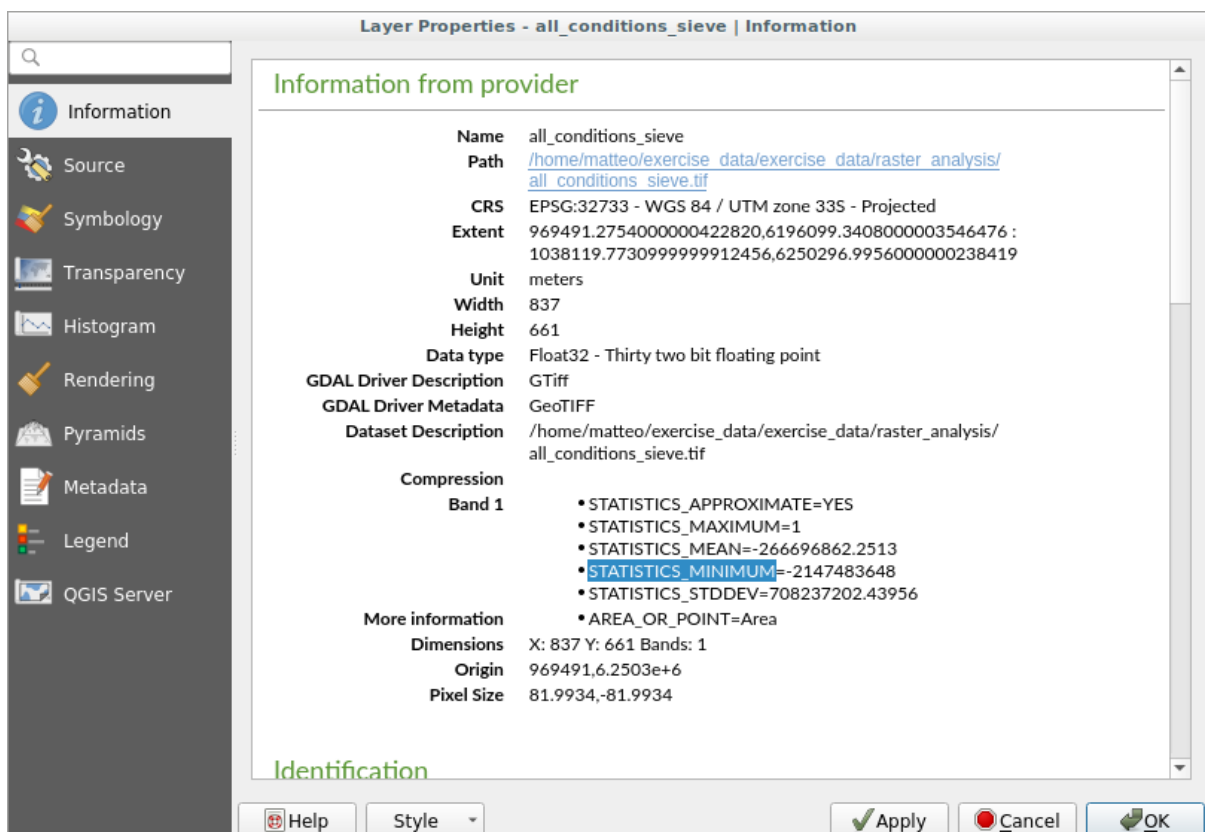 Layer Properties - all_conditions_sieve | Information
Information
Source
Symbology
Transparency
Histogram
Rendering
Pyramids
Metadata
Legend
QGIS Server
Information from provider
Name all_conditions_sieve
Path /home/matteo/exercise_data/exercise_data/raster_analysis/
all_conditions_sieve.tif
CRS EPSG:32733 - WGS 84 / UTM zone 33S - Projected
Extent 969491.2754000000422820,6196099.3408000003546476 :
1038119.7730999999912456,6250296.9956000000238419
Unit meters
Width 837
Height 661
Data type Float32 - Thirty two bit floating point
GDAL Driver Description GTiff
GDAL Driver Metadata GeoTIFF
Dataset Description /home/matteo/exercise_data/exercise_data/raster_analysis/
all_conditions_sieve.tif
Compression
Band 1 • STATISTICS_APPROXIMATE=YES
• STATISTICS_MAXIMUM=1
• STATISTICS_MEAN=-266696862.2513
• STATISTICS_MINIMUM=-2147483648
• STATISTICS_STDDEV=708237202.43956
More information • AREA_OR_POINT=Area
Dimensions X: 837 Y: 661 Bands: 1
Origin 969491,6.2503e+6
Pixel Size 81.9934,-81.9934
Identification
Help Style Apply Cancel OK